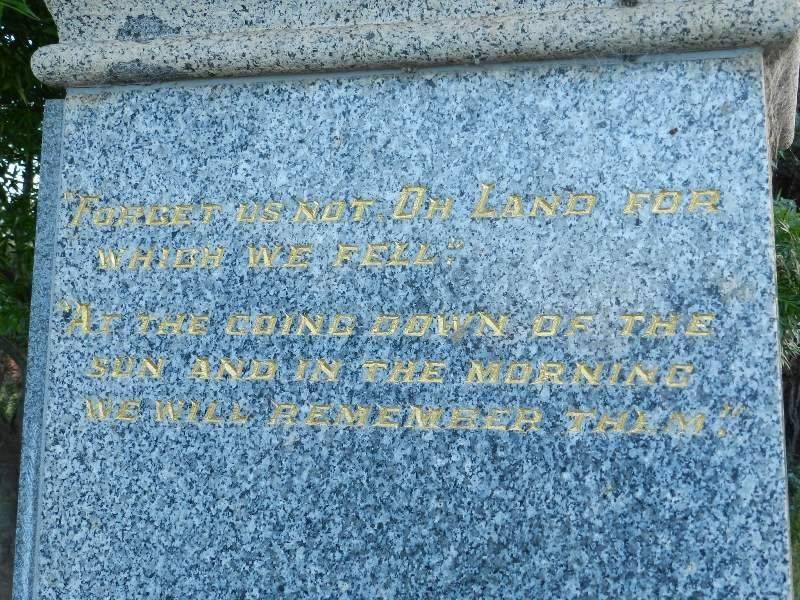 "FORGET US NOT, OH LAND FOR
WHICH WE FELL."
"AT THE GOING DOWN OF THE
SUN AND IN THE MORNING
WE WILL REMEMBER THEM."